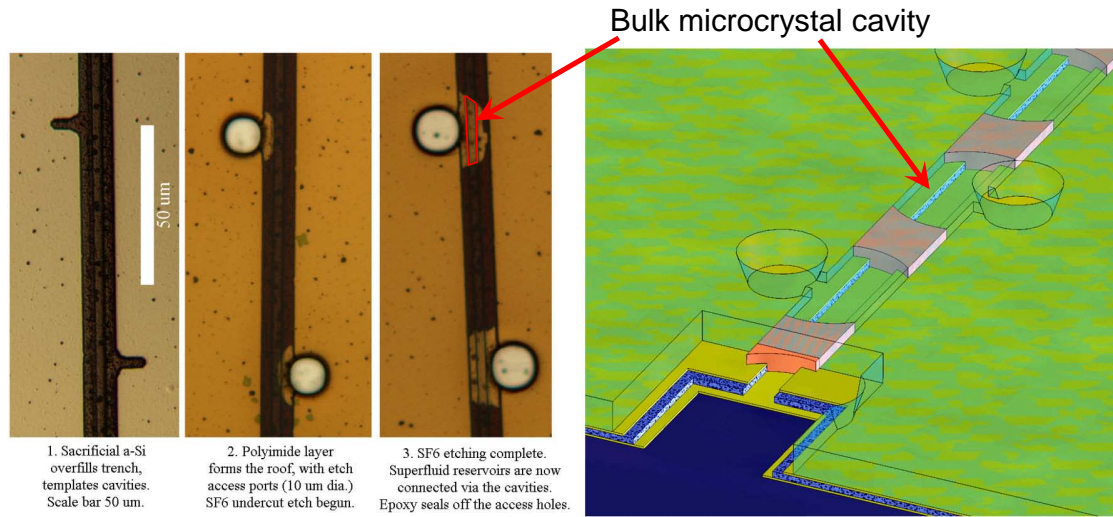 Bulk microcrystal cavity
50 um
1. Sacrificial a-Si
overfills trench,
templates cavities.
Scale bar 50 um.
2. Polyimide layer
forms the roof, with etch
access ports (10 um dia.)
SF6 undercut etch begun.
3. SF6 etching complete.
Superfluid reservoirs are now
connected via the cavities.
Epoxy seals off the access holes.